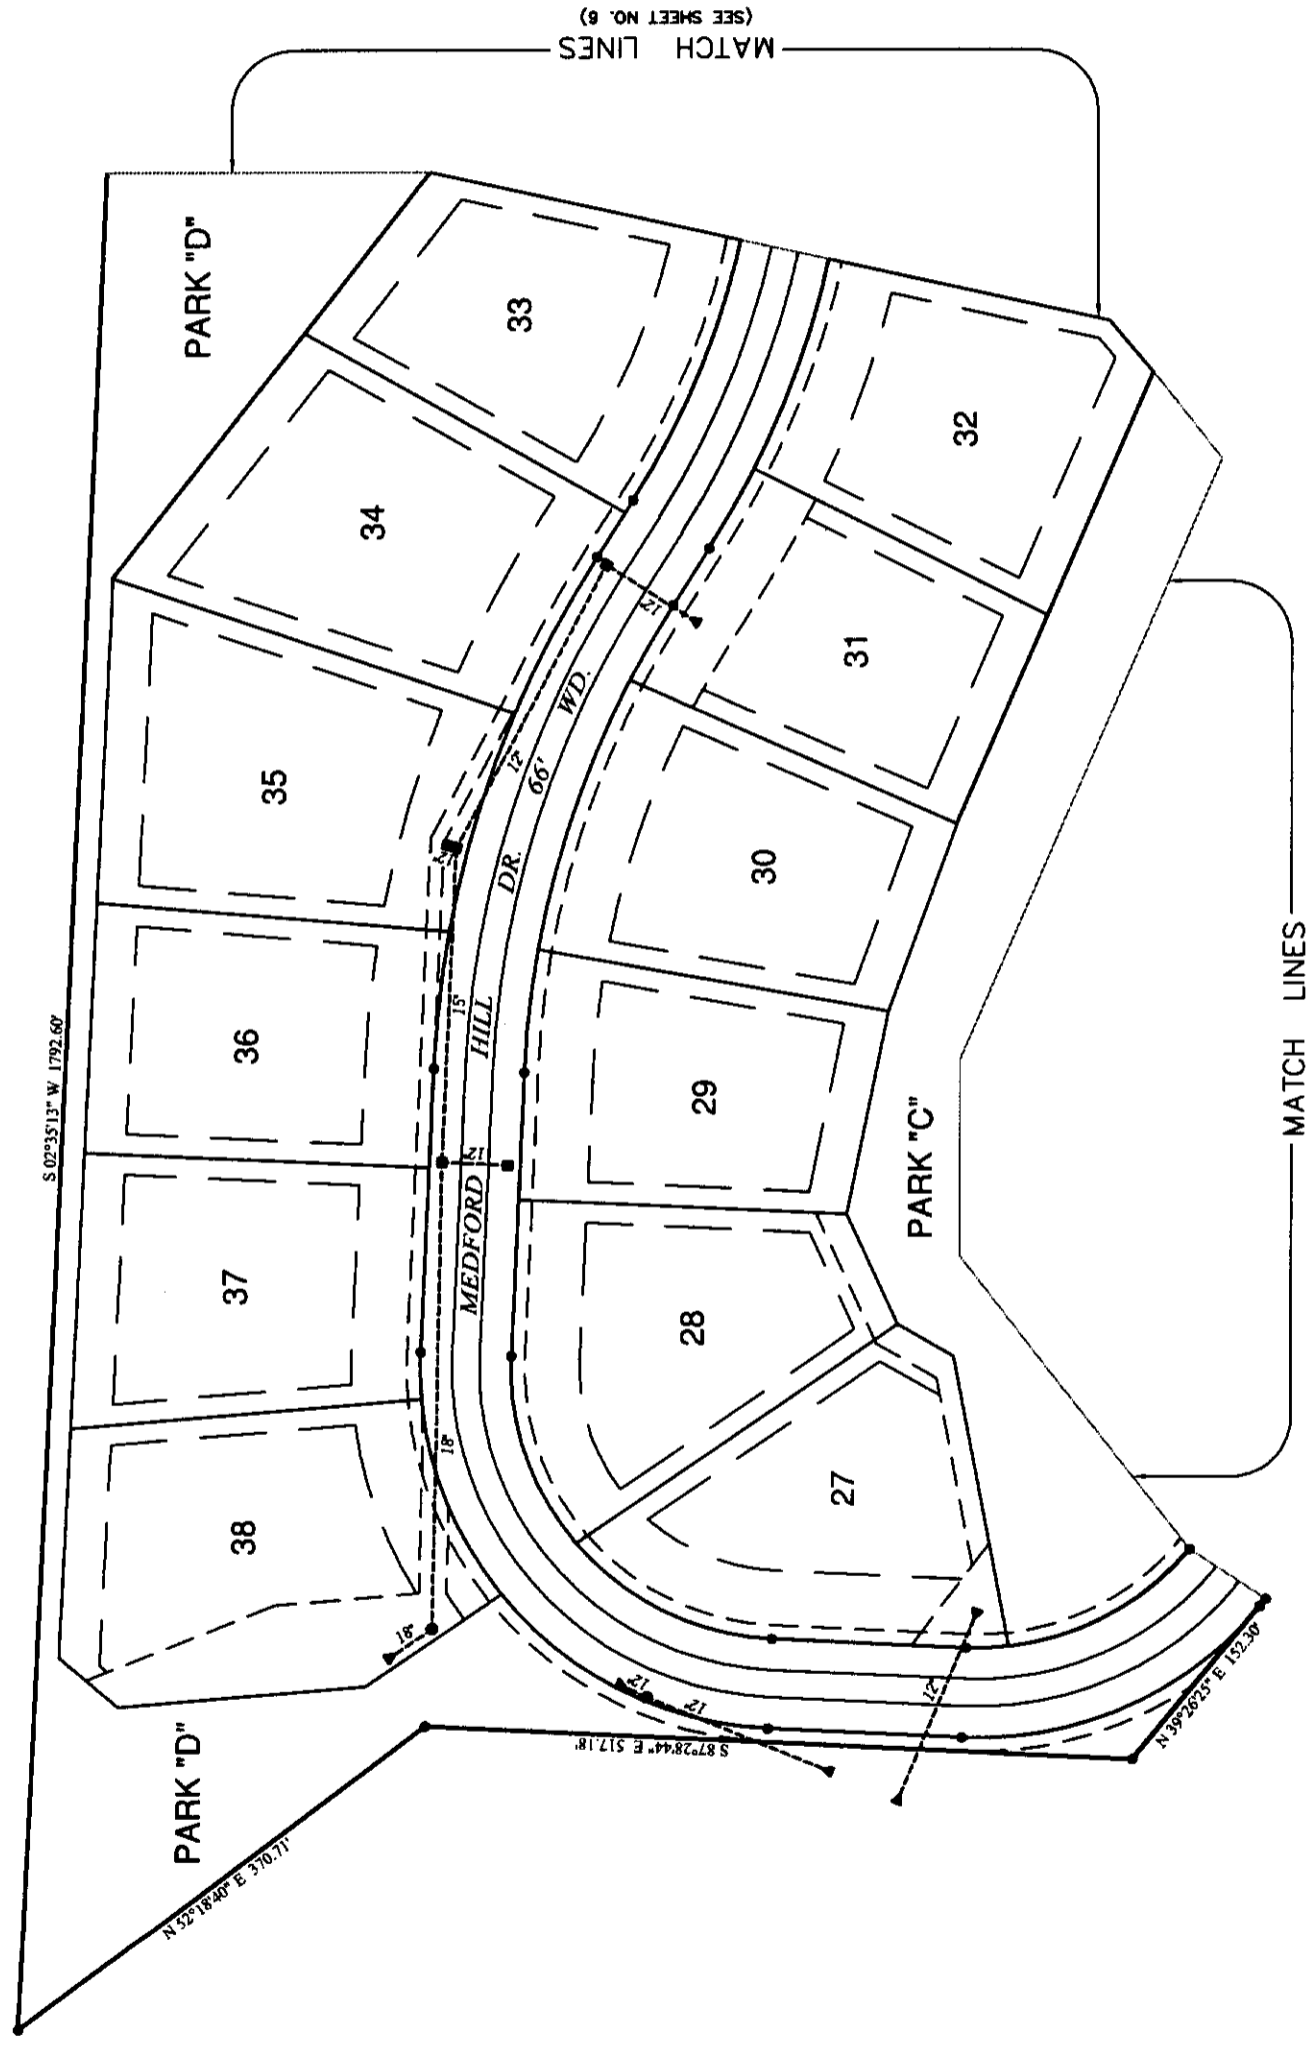 MATCH LINES
(SEE SHEET NO. 6)
PARK "D"
33
34
32
31
35
30
36
29
37
28
38
27
PARK "C"
PARK "D"
MEDFORD HILL DR. 66' WD.
S 02°35'13" W 1792.60'
N 52°18'40" E 370.71'
S 87°28'44" E 517.18'
N 39°26'25" E 152.30'
12"
12"
12"
15"
12"
18"
18"
12"
12"
12"
MATCH LINES